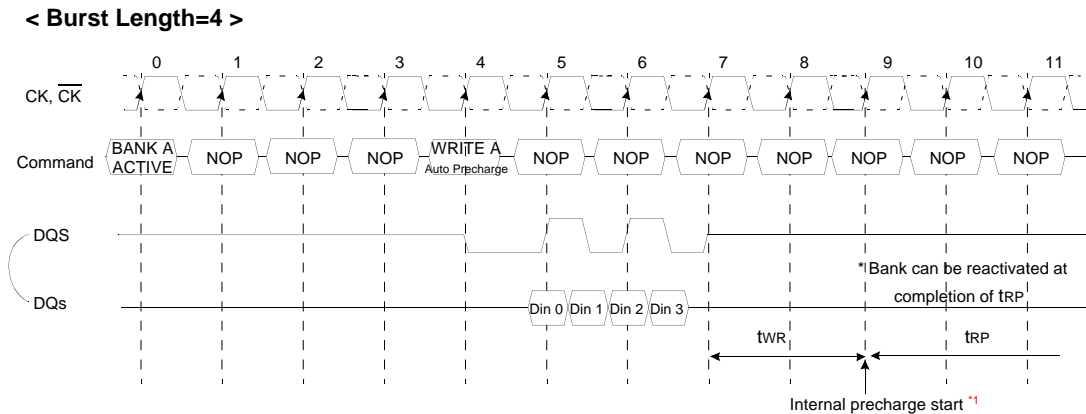 < Burst Length=4 >
0 1 2 3 4 5 6 7 8 9 10 11
CK, CK
Command
BANK A
ACTIVE
NOP NOP NOP
WRITE A
Auto Precharge
NOP NOP NOP NOP NOP NOP NOP
DQS
* Bank can be reactivated at
completion of tRP
DQs
Din 0 Din 1 Din 2 Din 3
tWR tRP
Internal precharge start *1